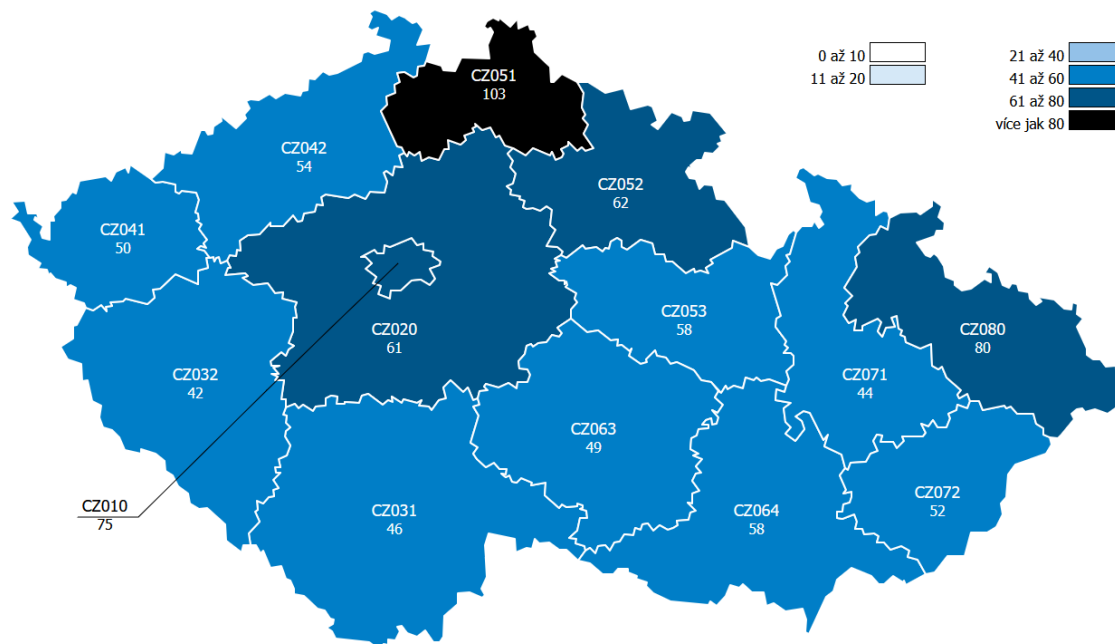 0 až 10
11 až 20
21 až 40
41 až 60
61 až 80
více jak 80
CZ051
103
CZ042
54
CZ052
62
CZ041
50
CZ053
58
CZ020
61
CZ080
80
CZ032
42
CZ071
44
CZ063
49
CZ072
52
CZ010
75
CZ031
46
CZ064
58